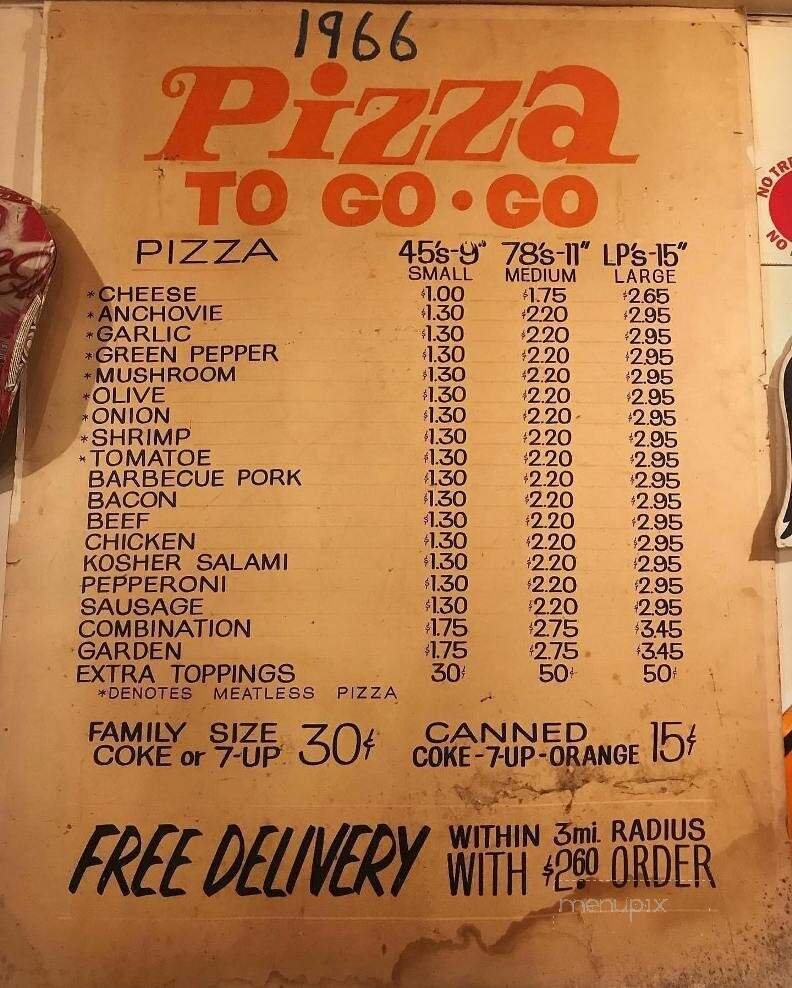 1966
Pizza
TO GO • GO
PIZZA 45's-9" 78's-11" LP's-15"
SMALL MEDIUM LARGE
*CHEESE $1.00 $1.75 $2.65
*ANCHOVIE $1.30 $2.20 $2.95
*GARLIC $1.30 $2.20 $2.95
*GREEN PEPPER $1.30 $2.20 $2.95
*MUSHROOM $1.30 $2.20 $2.95
*OLIVE $1.30 $2.20 $2.95
*ONION $1.30 $2.20 $2.95
*SHRIMP $1.30 $2.20 $2.95
*TOMATOE $1.30 $2.20 $2.95
BARBECUE PORK $1.30 $2.20 $2.95
BACON $1.30 $2.20 $2.95
BEEF $1.30 $2.20 $2.95
CHICKEN $1.30 $2.20 $2.95
KOSHER SALAMI $1.30 $2.20 $2.95
PEPPERONI $1.30 $2.20 $2.95
SAUSAGE $1.30 $2.20 $2.95
COMBINATION $1.75 $2.75 $3.45
GARDEN $1.75 $2.75 $3.45
EXTRA TOPPINGS 30¢ 50¢ 50¢
*DENOTES MEATLESS PIZZA
FAMILY SIZE
COKE or 7-UP 30¢
CANNED
COKE-7-UP-ORANGE 15¢
FREE DELIVERY WITHIN 3mi. RADIUS
WITH $2.60 ORDER
menupix
NO
NO